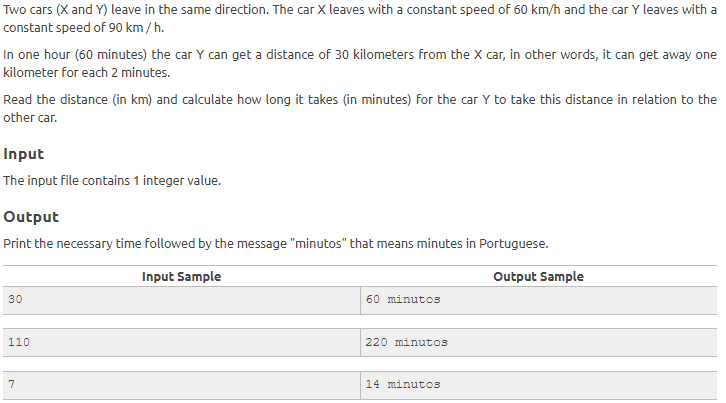 Two cars (X and Y) leave in the same direction. The car X leaves with a constant speed of 60 km/h and the car Y leaves with a
constant speed of 90 km / h.
In one hour (60 minutes) the car Y can get a distance of 30 kilometers from the X car, in other words, it can get away one
kilometer for each 2 minutes.
Read the distance (in km) and calculate how long it takes (in minutes) for the car Y to take this distance in relation to the
other car.
Input
The input file contains 1 integer value.
Output
Print the necessary time followed by the message "minutos" that means minutes in Portuguese.
Input Sample Output Sample
30 60 minutos
110 220 minutos
7 14 minutos